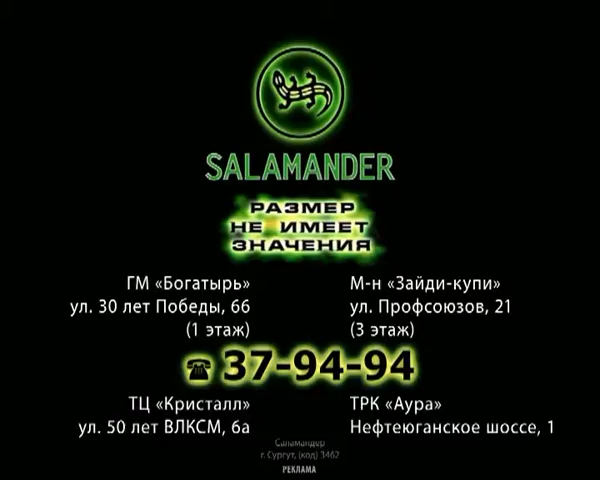 SALAMANDER
РАЗМЕР
НЕ ИМЕЕТ
ЗНАЧЕНИЯ
ГМ «Богатырь»
ул. 30 лет Победы, 66
(1 этаж)
М-н «Зайди-купи»
ул. Профсоюзов, 21
(3 этаж)
37-94-94
ТЦ «Кристалл»
ул. 50 лет ВЛКСМ, 6а
ТРК «Аура»
Нефтеюганское шоссе, 1
Саламандер
г. Сургут, (код) 3462
РЕКЛАМА